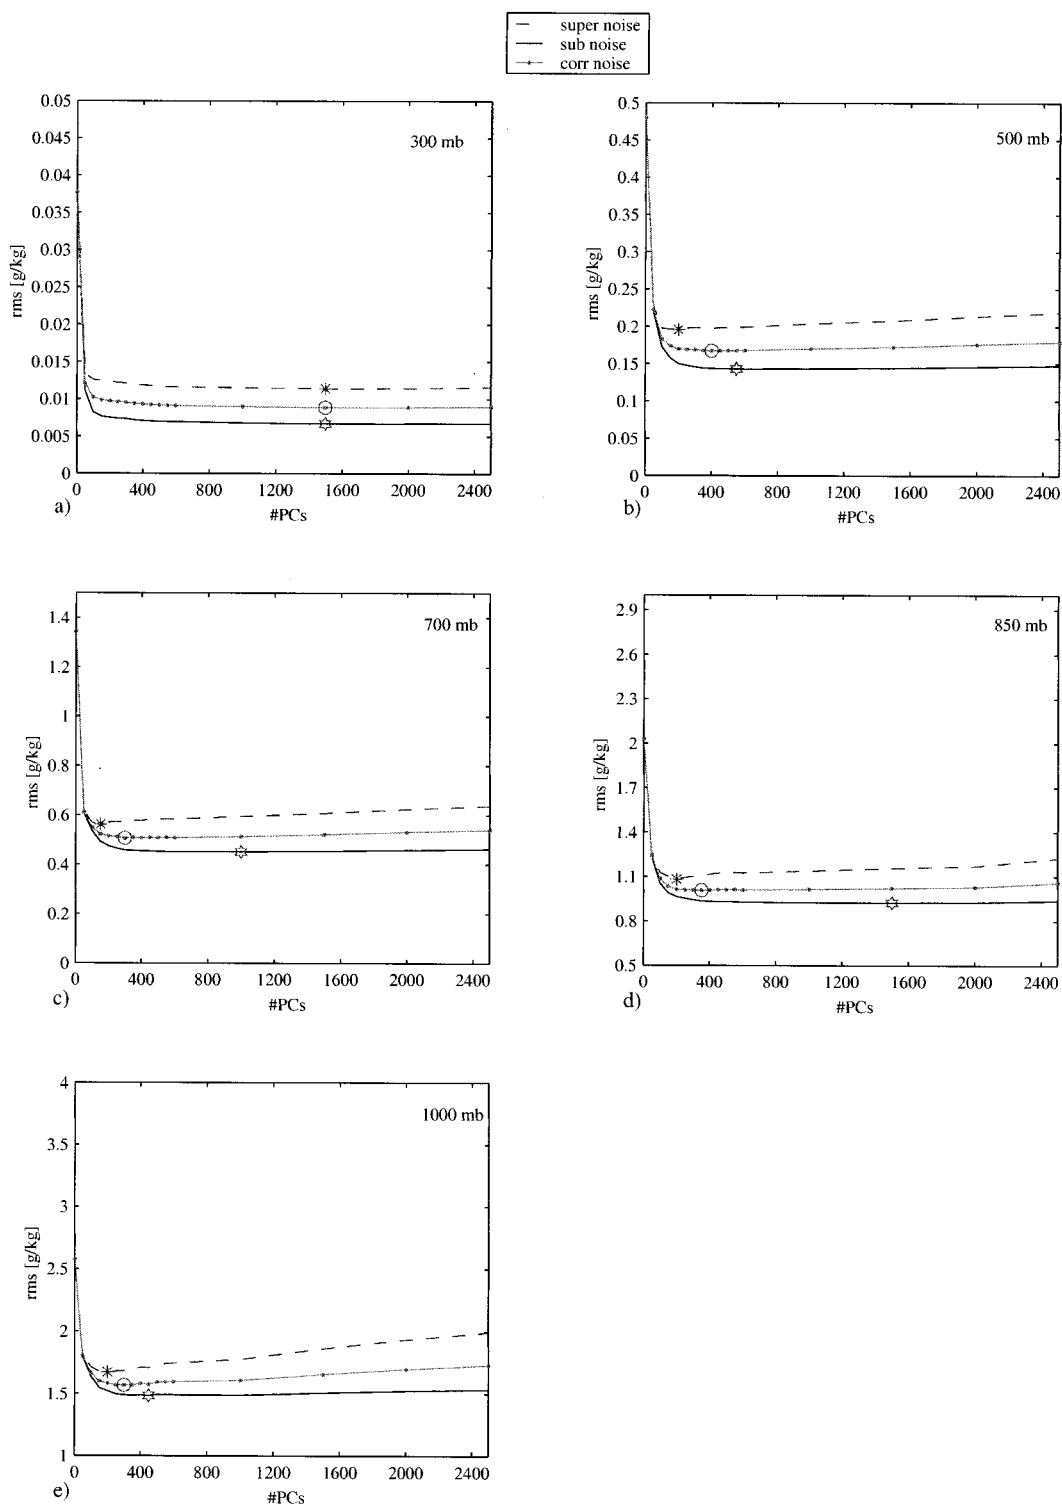 super noise
sub noise
corr noise
0.05
0.045
0.04
0.035
0.03
0.025
0.02
0.015
0.01
0.005
0
rms [g/kg]
300 mb
0 400 800 1200 1600 2000 2400
#PCs
a)
0.5
0.45
0.4
0.35
0.3
0.25
0.2
0.15
0.1
0.05
0
rms [g/kg]
500 mb
0 400 800 1200 1600 2000 2400
#PCs
b)
1.4
1.2
1
0.8
0.6
0.4
0.2
0
rms [g/kg]
700 mb
0 400 800 1200 1600 2000 2400
#PCs
c)
2.9
2.6
2.3
2
1.7
1.4
1.1
0.8
0.5
rms [g/kg]
850 mb
0 400 800 1200 1600 2000 2400
#PCs
d)
4
3.5
3
2.5
2
1.5
1
rms [g/kg]
1000 mb
0 400 800 1200 1600 2000 2400
#PCs
e)